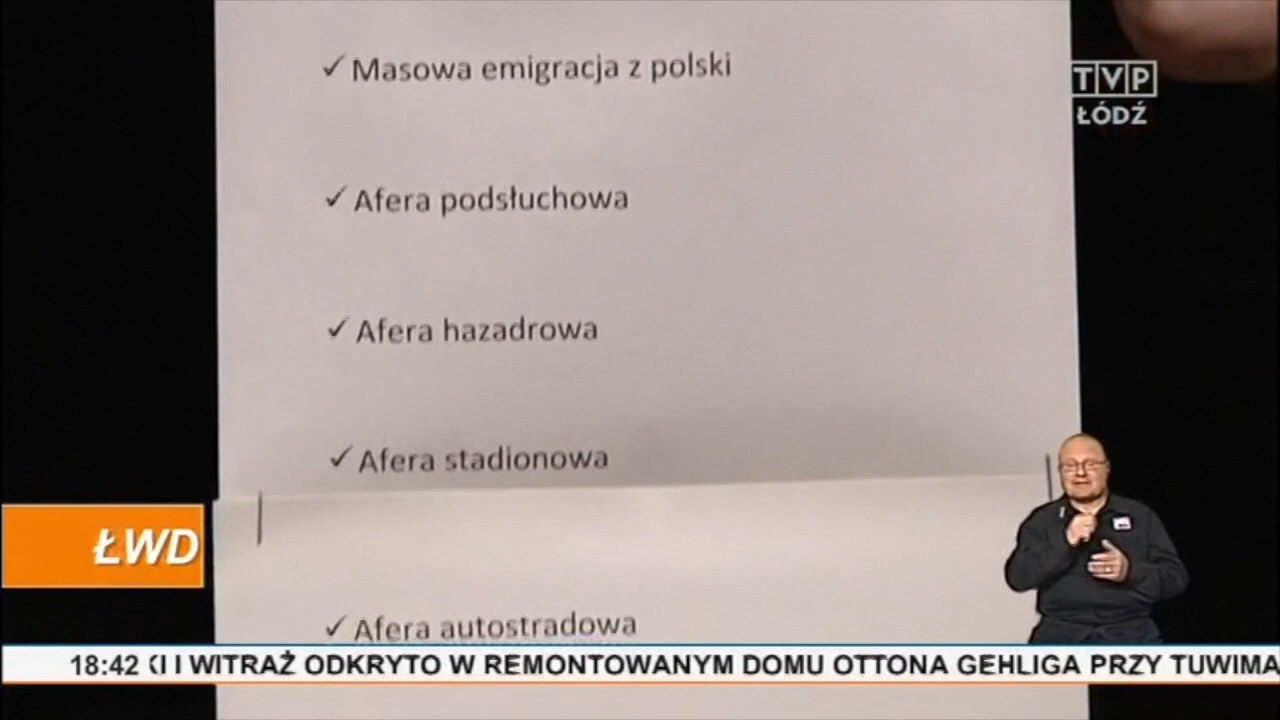 ✓ Masowa emigracja z polski
TVP
ŁÓDŹ
✓ Afera podsłuchowa
✓ Afera hazadrowa
✓ Afera stadionowa
ŁWD
✓ Afera autostradowa
18:42 KI I WITRAŻ ODKRYTO W REMONTOWANYM DOMU OTTONA GEHLIGA PRZY TUWIMA